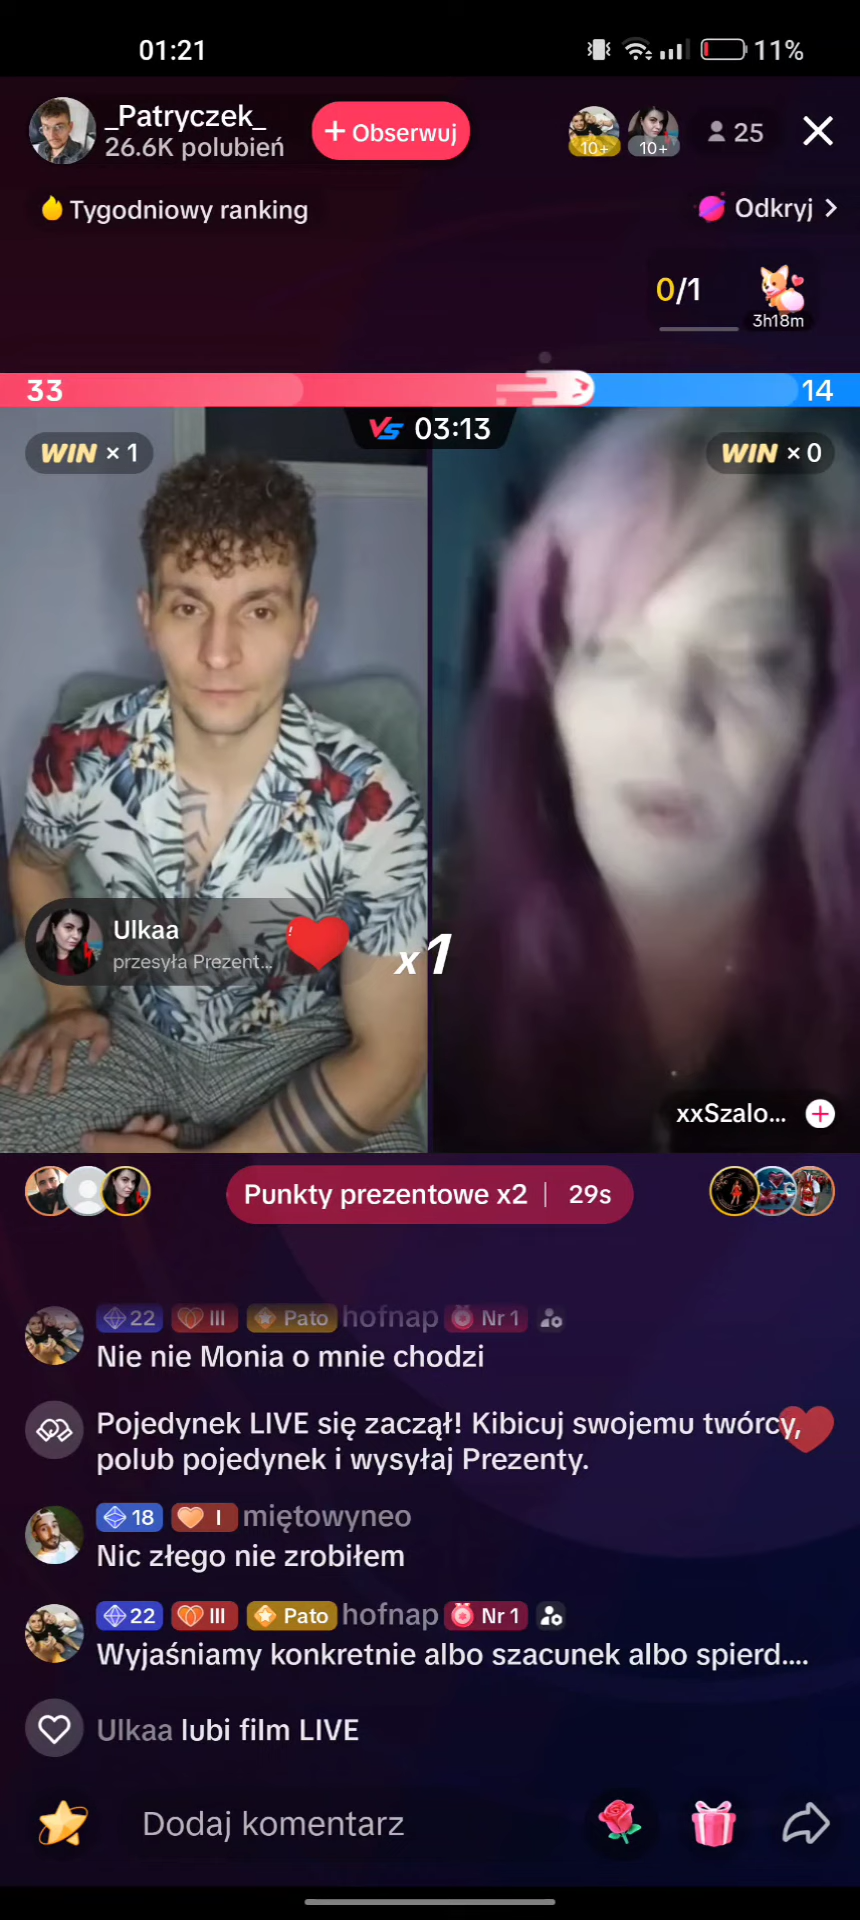 01:21
11%
_Patryczek_
26.6K polubień
+ Obserwuj
10+
10+
25
Tygodniowy ranking
Odkryj >
0/1
3h18m
33
14
VS 03:13
WIN × 1
WIN × 0
Ulkaa
przesyła Prezent...
x1
xxSzalo...
Punkty prezentowe x2 | 29s
22 III Pato hofnap Nr 1
Nie nie Monia o mnie chodzi
Pojedynek LIVE się zaczął! Kibicuj swojemu twórcy,
polub pojedynek i wysyłaj Prezenty.
18 I miętowyneo
Nic złego nie zrobiłem
22 III Pato hofnap Nr 1
Wyjaśniamy konkretnie albo szacunek albo spierd....
Ulkaa lubi film LIVE
Dodaj komentarz